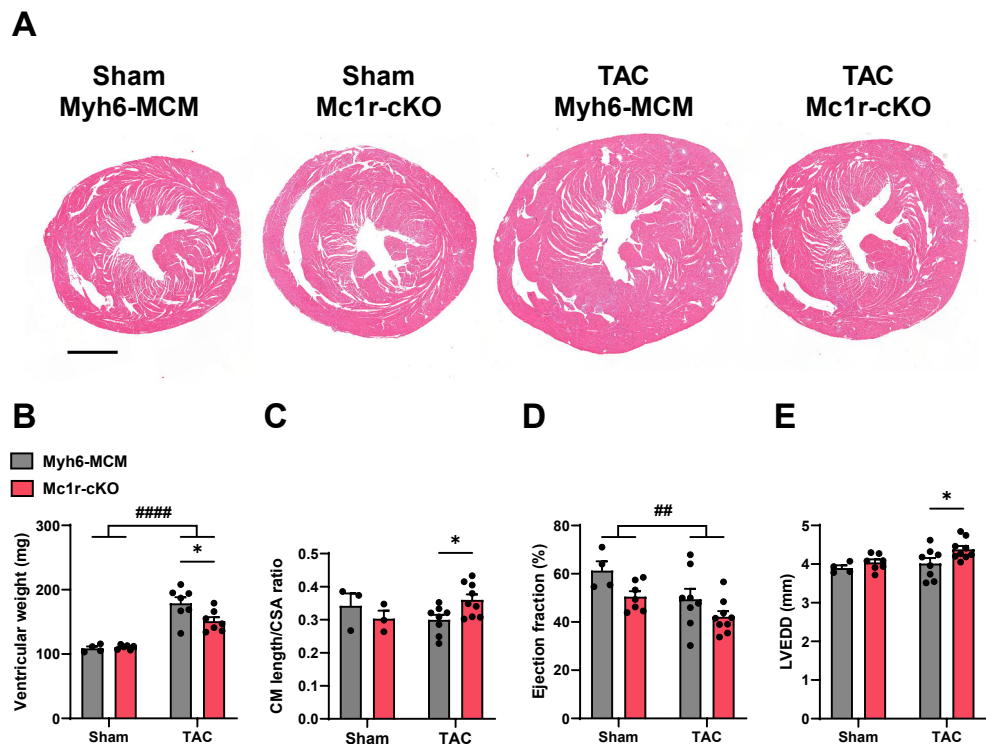 A
Sham
Myh6-MCM
Sham
Mc1r-cKO
TAC
Myh6-MCM
TAC
Mc1r-cKO
B
Myh6-MCM
Mc1r-cKO
Ventricular weight (mg)
300
200
100
0
####
*
Sham
TAC
C
CM length/CSA ratio
0.5
0.4
0.3
0.2
0.1
0.0
*
Sham
TAC
D
Ejection fraction (%)
80
60
40
20
0
##
Sham
TAC
E
LVEDD (mm)
6
5
4
3
2
1
0
*
Sham
TAC